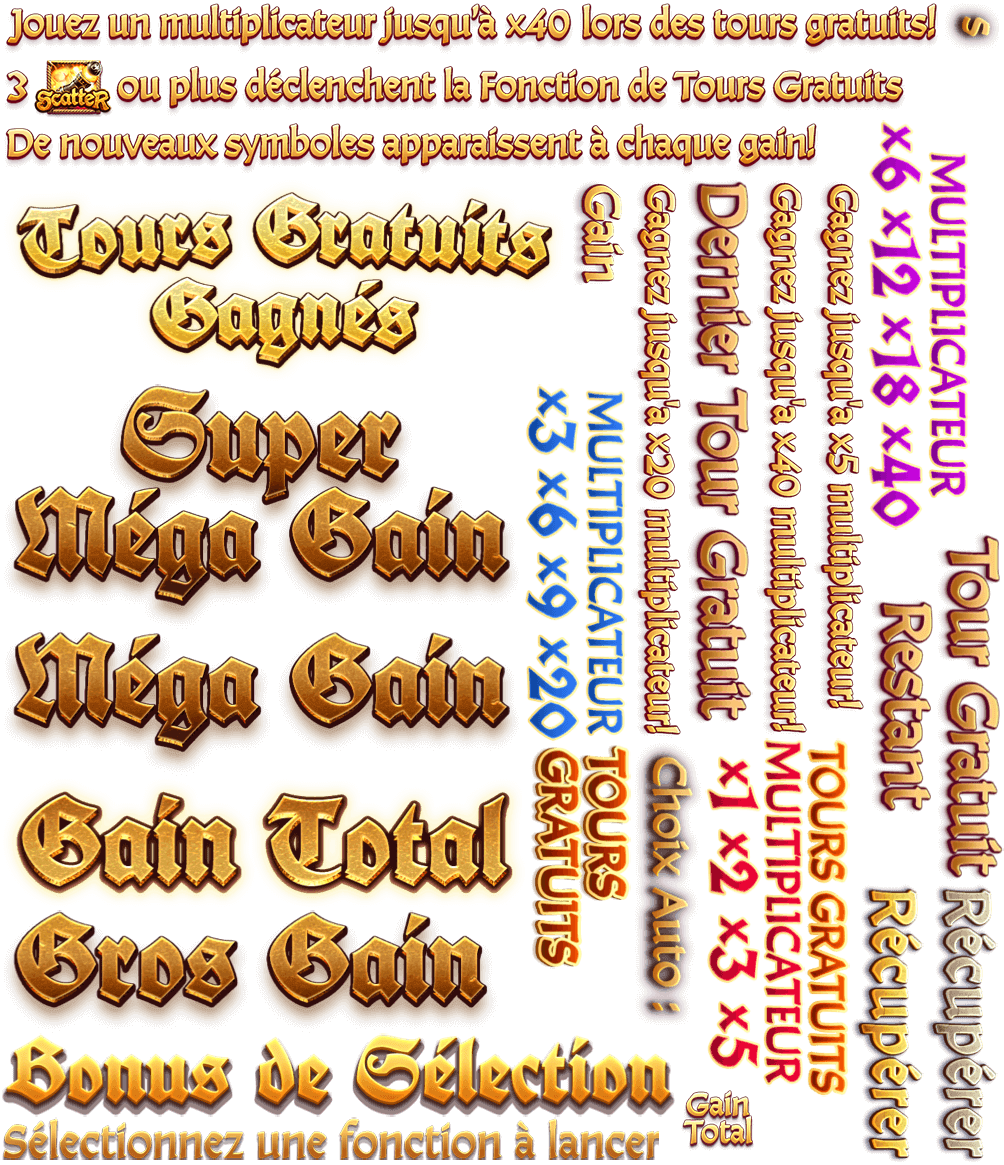 Jouez un multiplicateur jusqu'à x40 lors des tours gratuits!
s
3 Scatter ou plus déclenchent la Fonction de Tours Gratuits
De nouveaux symboles apparaissent à chaque gain!
Tours Gratuits
Gagnés
Super
Méga Gain
Méga Gain
Gain Total
Gros Gain
Bonus de Sélection
Sélectionnez une fonction à lancer
Gain
Gagnez jusqu'a x20 multiplicateur!
Dernier Tour Gratuit
Gagnez jusqu'a x40 multiplicateur!
Gagnez jusqu'a x5 multiplicateur!
MULTIPLICATEUR
x6 x12 x18 x40
MULTIPLICATEUR
x3 x6 x9 x20
Tour Gratuit
Restant
TOURS
GRATUITS
Choix Auto :
TOURS GRATUITS
MULTIPLICATEUR
x1 x2 x3 x5
Récupérer
Récupérer
Gain
Total